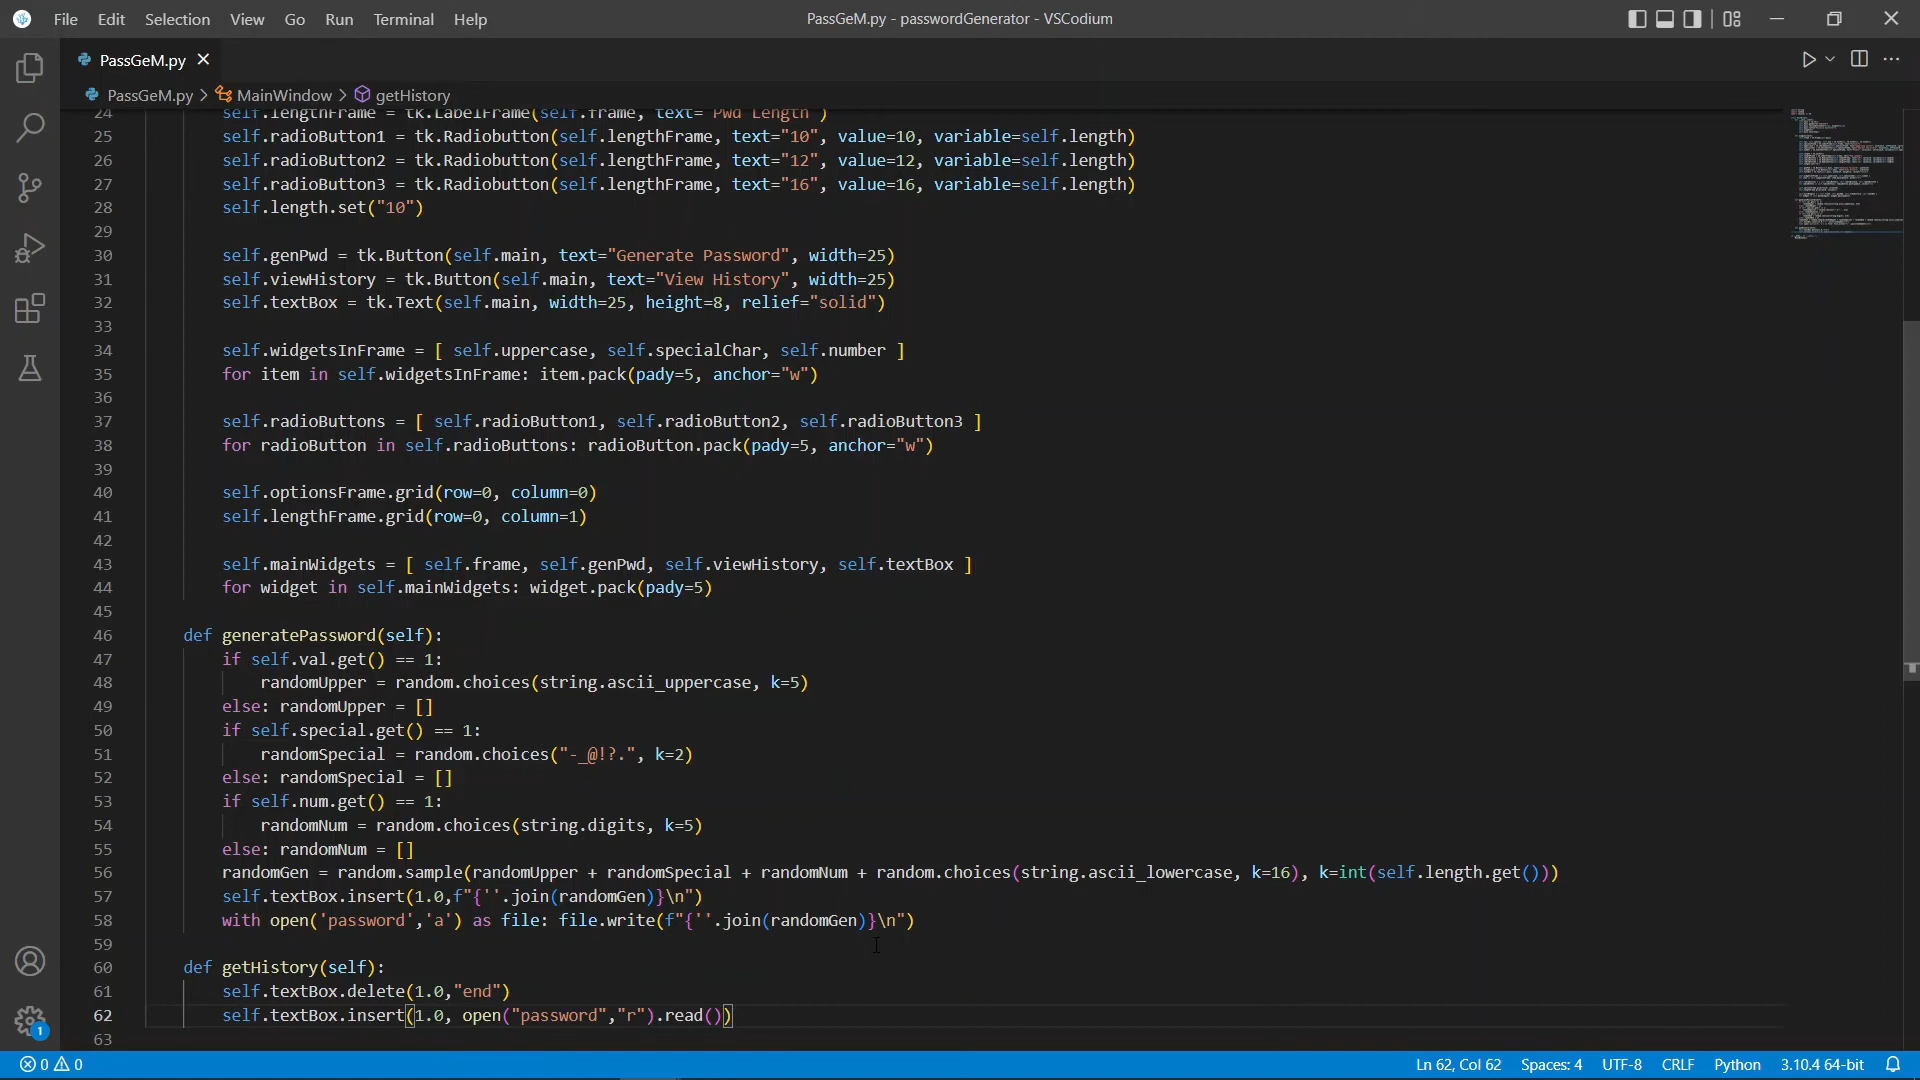 File Edit Selection View Go Run Terminal Help PassGeM.py - passwordGenerator - VSCodium
PassGeM.py
PassGeM.py > MainWindow > getHistory
24 self.lengthFrame = tk.LabelFrame(self.frame, text="Pwd Length")
25 self.radioButton1 = tk.Radiobutton(self.lengthFrame, text="10", value=10, variable=self.length)
26 self.radioButton2 = tk.Radiobutton(self.lengthFrame, text="12", value=12, variable=self.length)
27 self.radioButton3 = tk.Radiobutton(self.lengthFrame, text="16", value=16, variable=self.length)
28 self.length.set("10")
29
30 self.genPwd = tk.Button(self.main, text="Generate Password", width=25)
31 self.viewHistory = tk.Button(self.main, text="View History", width=25)
32 self.textBox = tk.Text(self.main, width=25, height=8, relief="solid")
33
34 self.widgetsInFrame = [ self.uppercase, self.specialChar, self.number ]
35 for item in self.widgetsInFrame: item.pack(pady=5, anchor="w")
36
37 self.radioButtons = [ self.radioButton1, self.radioButton2, self.radioButton3 ]
38 for radioButton in self.radioButtons: radioButton.pack(pady=5, anchor="w")
39
40 self.optionsFrame.grid(row=0, column=0)
41 self.lengthFrame.grid(row=0, column=1)
42
43 self.mainWidgets = [ self.frame, self.genPwd, self.viewHistory, self.textBox ]
44 for widget in self.mainWidgets: widget.pack(pady=5)
45
46 def generatePassword(self):
47 if self.val.get() == 1:
48 randomUpper = random.choices(string.ascii_uppercase, k=5)
49 else: randomUpper = []
50 if self.special.get() == 1:
51 randomSpecial = random.choices("-_@!?.", k=2)
52 else: randomSpecial = []
53 if self.num.get() == 1:
54 randomNum = random.choices(string.digits, k=5)
55 else: randomNum = []
56 randomGen = random.sample(randomUpper + randomSpecial + randomNum + random.choices(string.ascii_lowercase, k=16), k=int(self.length.get()))
57 self.textBox.insert(1.0,f"{''.join(randomGen)}\n")
58 with open('password','a') as file: file.write(f"{''.join(randomGen)}\n")
59
60 def getHistory(self):
61 self.textBox.delete(1.0,"end")
62 self.textBox.insert(1.0, open("password","r").read())
63
1
0 0 Ln 62, Col 62 Spaces: 4 UTF-8 CRLF Python 3.10.4 64-bit